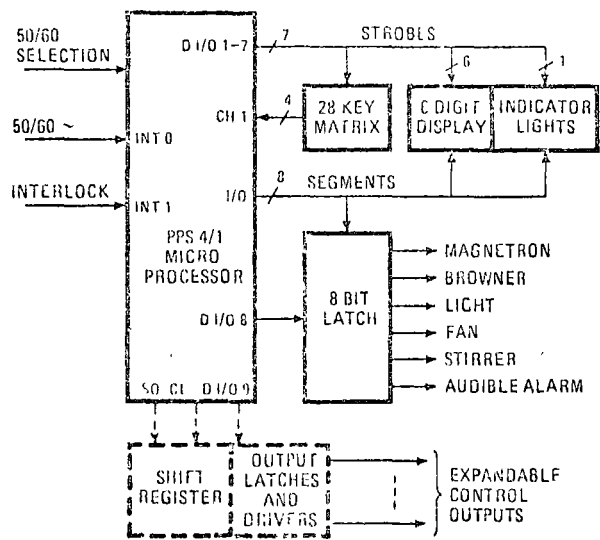 50/60
SELECTION
50/60 ~
INTERLOCK
D I/O 1-7
INT 0
CH 1
INT 1
I/O
PPS 4/1
MICRO
PROCESSOR
D I/O 8
SO CL D I/O 9
7
STROBES
6
1
4
28 KEY
MATRIX
6 DIGIT
DISPLAY
INDICATOR
LIGHTS
8
SEGMENTS
8 BIT
LATCH
MAGNETRON
BROWNER
LIGHT
FAN
STIRRER
AUDIBLE ALARM
SHIFT
REGISTER
OUTPUT
LATCHES
AND
DRIVERS
EXPANDABLE
CONTROL
OUTPUTS